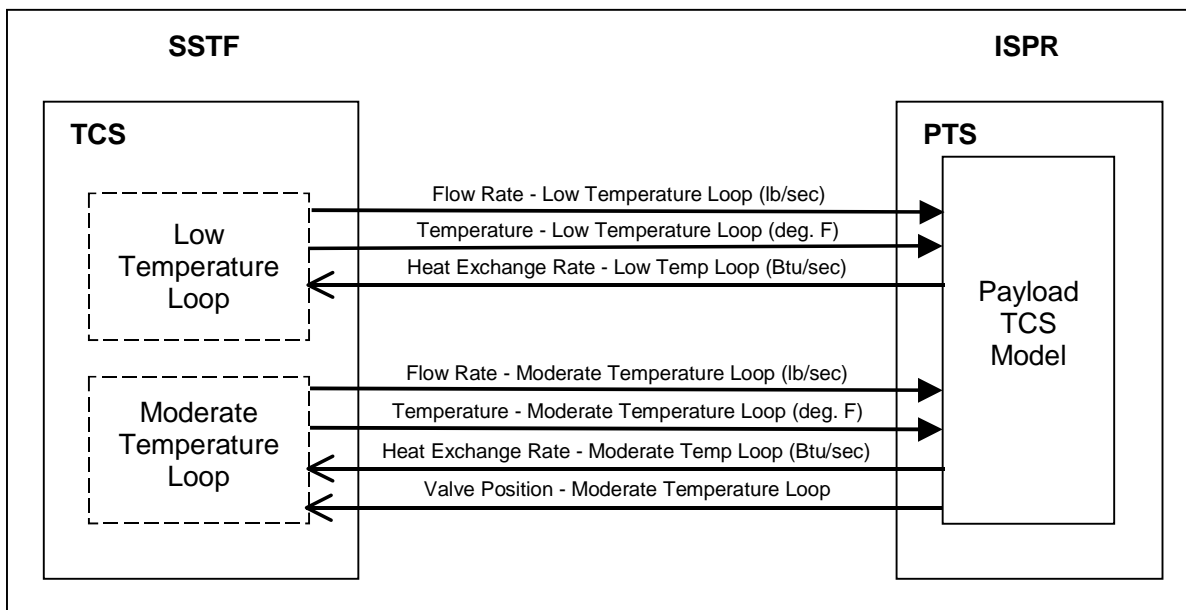 SSTF
ISPR
TCS
PTS
Low
Temperature
Loop
Flow Rate - Low Temperature Loop (lb/sec)
Temperature - Low Temperature Loop (deg. F)
Heat Exchange Rate - Low Temp Loop (Btu/sec)
Payload
TCS
Model
Moderate
Temperature
Loop
Flow Rate - Moderate Temperature Loop (lb/sec)
Temperature - Moderate Temperature Loop (deg. F)
Heat Exchange Rate - Moderate Temp Loop (Btu/sec)
Valve Position - Moderate Temperature Loop